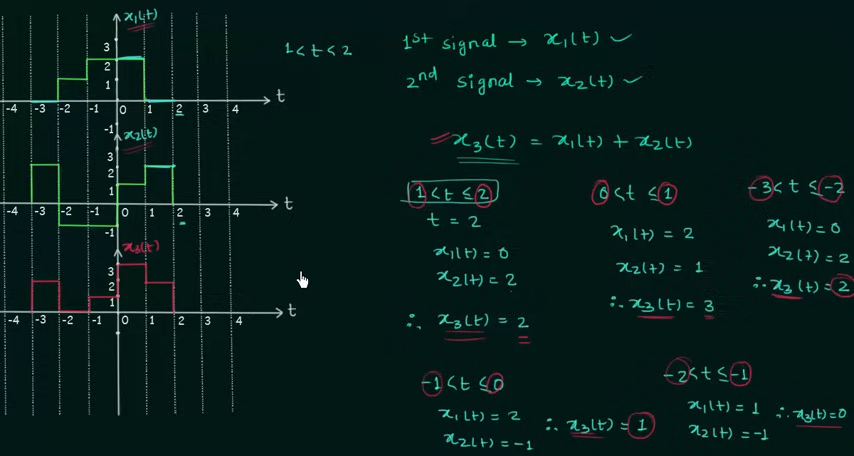 x₁(t)
3
2
1
-4 -3 -2 -1 0 1 2 3 4 t
-1
x₂(t)
3
2
1
-4 -3 -2 -1 0 1 2 3 4 t
-1
x₃(t)
3
2
1
-4 -3 -2 -1 0 1 2 3 4 t
1 < t < 2
1st signal → x₁(t) ✓
2nd signal → x₂(t) ✓
x₃(t) = x₁(t) + x₂(t)
1 < t ≤ 2
t = 2
x₁(t) = 0
x₂(t) = 2
∴ x₃(t) = 2
0 < t ≤ 1
x₁(t) = 2
x₂(t) = 1
∴ x₃(t) = 3
-3 < t ≤ -2
x₁(t) = 0
x₂(t) = 2
∴ x₃(t) = 2
-1 < t ≤ 0
x₁(t) = 2
x₂(t) = -1
∴ x₃(t) = 1
-2 < t ≤ -1
x₁(t) = 1
x₂(t) = -1
∴ x₃(t) = 0